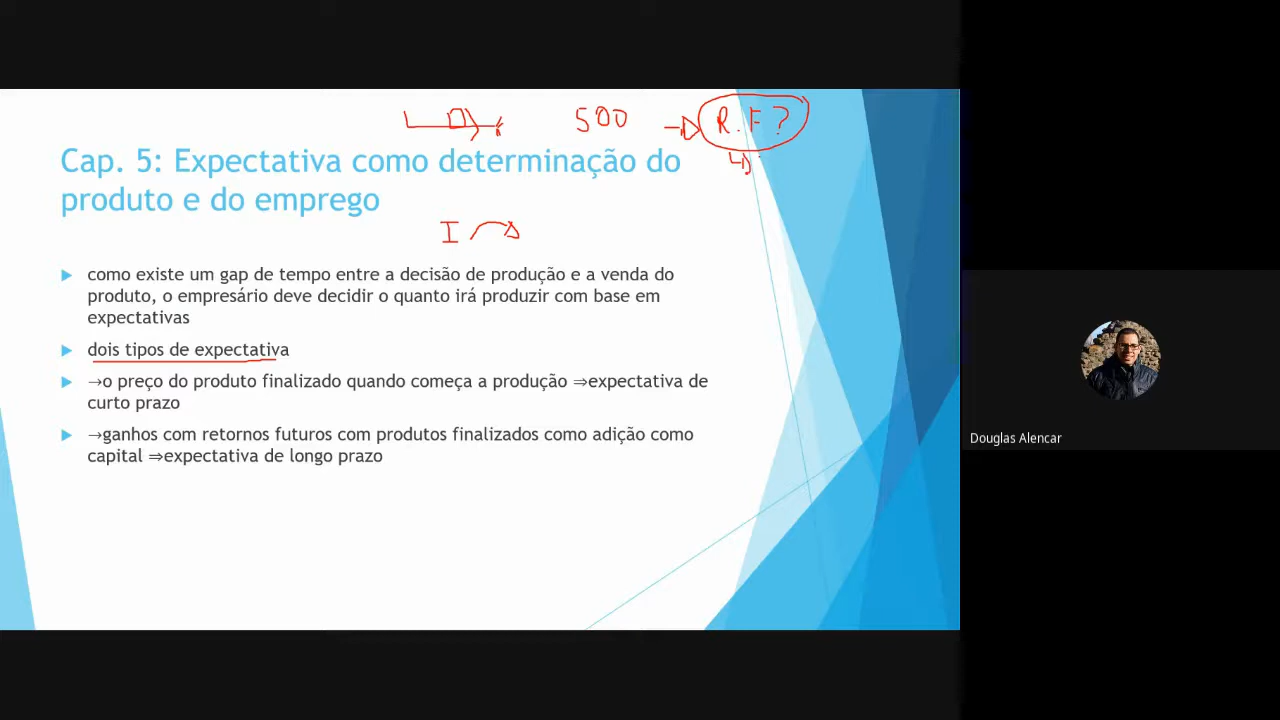 500 → R.F?
Cap. 5: Expectativa como determinação do
produto e do emprego
I
como existe um gap de tempo entre a decisão de produção e a venda do
produto, o empresário deve decidir o quanto irá produzir com base em
expectativas
dois tipos de expectativa
→o preço do produto finalizado quando começa a produção ⇒expectativa de
curto prazo
→ganhos com retornos futuros com produtos finalizados como adição como
capital ⇒expectativa de longo prazo
Douglas Alencar